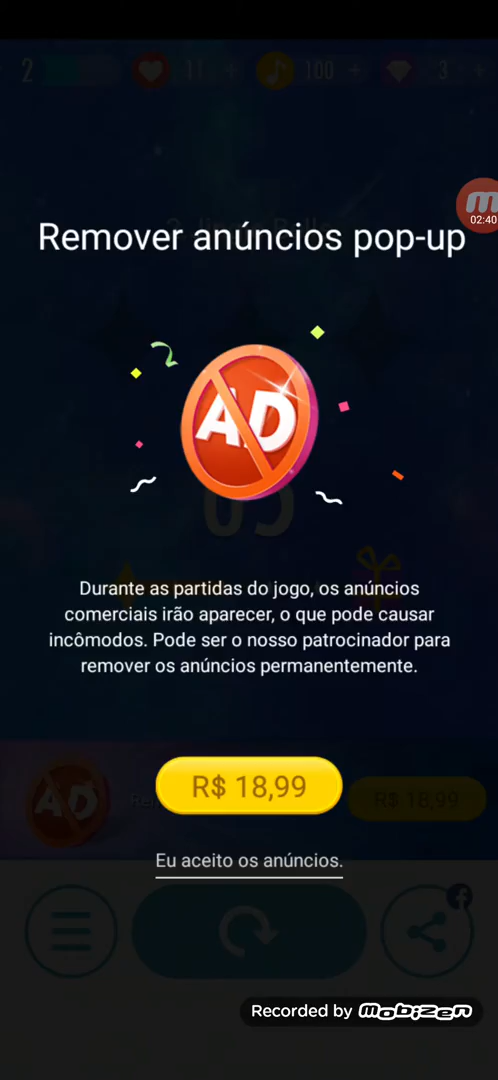 2 11 + 100 + 3 +
02:40
Remover anúncios pop-up
AD
Durante as partidas do jogo, os anúncios
comerciais irão aparecer, o que pode causar
incômodos. Pode ser o nosso patrocinador para
remover os anúncios permanentemente.
R$ 18,99
AD R$ 18,99
Eu aceito os anúncios.
Recorded by mobizen